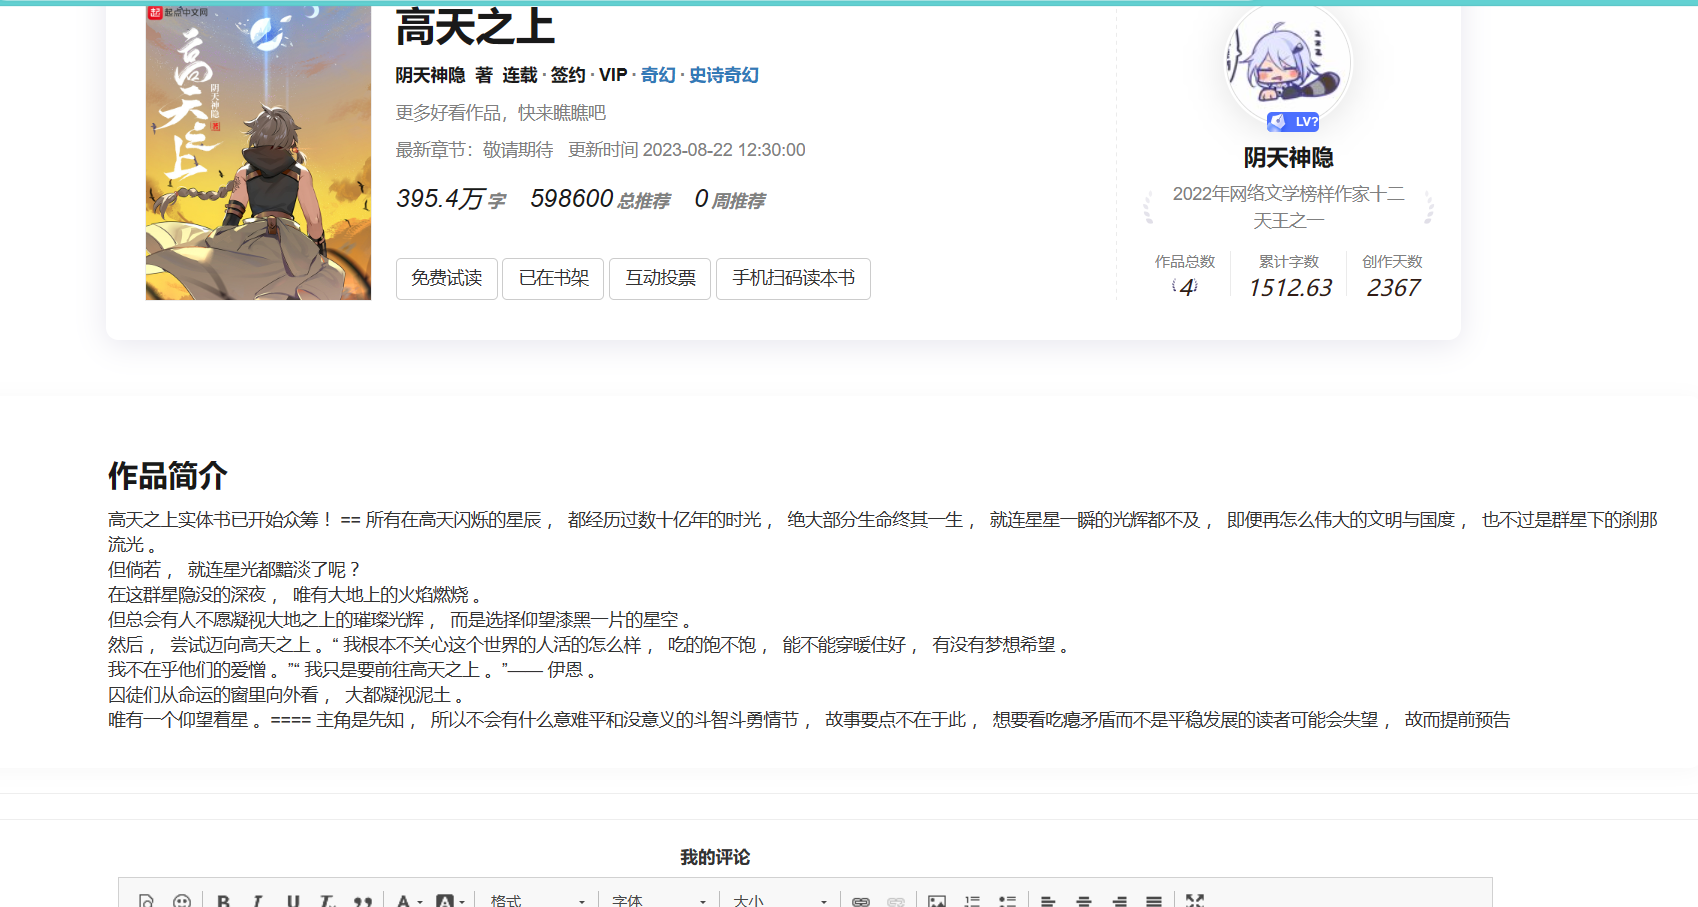 起点中文网
高天之上
阴天神隐 著
高天之上
阴天神隐 著 连载 · 签约 · VIP · 奇幻 · 史诗奇幻
更多好看作品，快来瞧瞧吧
最新章节：敬请期待 更新时间 2023-08-22 12:30:00
395.4万 字 598600 总推荐 0 周推荐
免费试读 已在书架 互动投票 手机扫码读本书
LV?
阴天神隐
2022年网络文学榜样作家十二
天王之一
作品总数 累计字数 创作天数
4 1512.63 2367
作品简介
高天之上实体书已开始众筹！ == 所有在高天闪烁的星辰， 都经历过数十亿年的时光， 绝大部分生命终其一生， 就连星星一瞬的光辉都不及， 即便再怎么伟大的文明与国度， 也不过是群星下的刹那
流光 。
但倘若， 就连星光都黯淡了呢？
在这群星隐没的深夜， 唯有大地上的火焰燃烧 。
但总会有人不愿凝视大地之上的璀璨光辉， 而是选择仰望漆黑一片的星空 。
然后， 尝试迈向高天之上 。“ 我根本不关心这个世界的人活的怎么样， 吃的饱不饱， 能不能穿暖住好， 有没有梦想希望 。
我不在乎他们的爱憎 。”“ 我只是要前往高天之上 。”—— 伊恩 。
囚徒们从命运的窗里向外看， 大都凝视泥土 。
唯有一个仰望着星 。==== 主角是先知， 所以不会有什么意难平和没意义的斗智斗勇情节， 故事要点不在于此， 想要看吃瘪矛盾而不是平稳发展的读者可能会失望， 故而提前预告
我的评论
B I U A A 格式 字体 大小